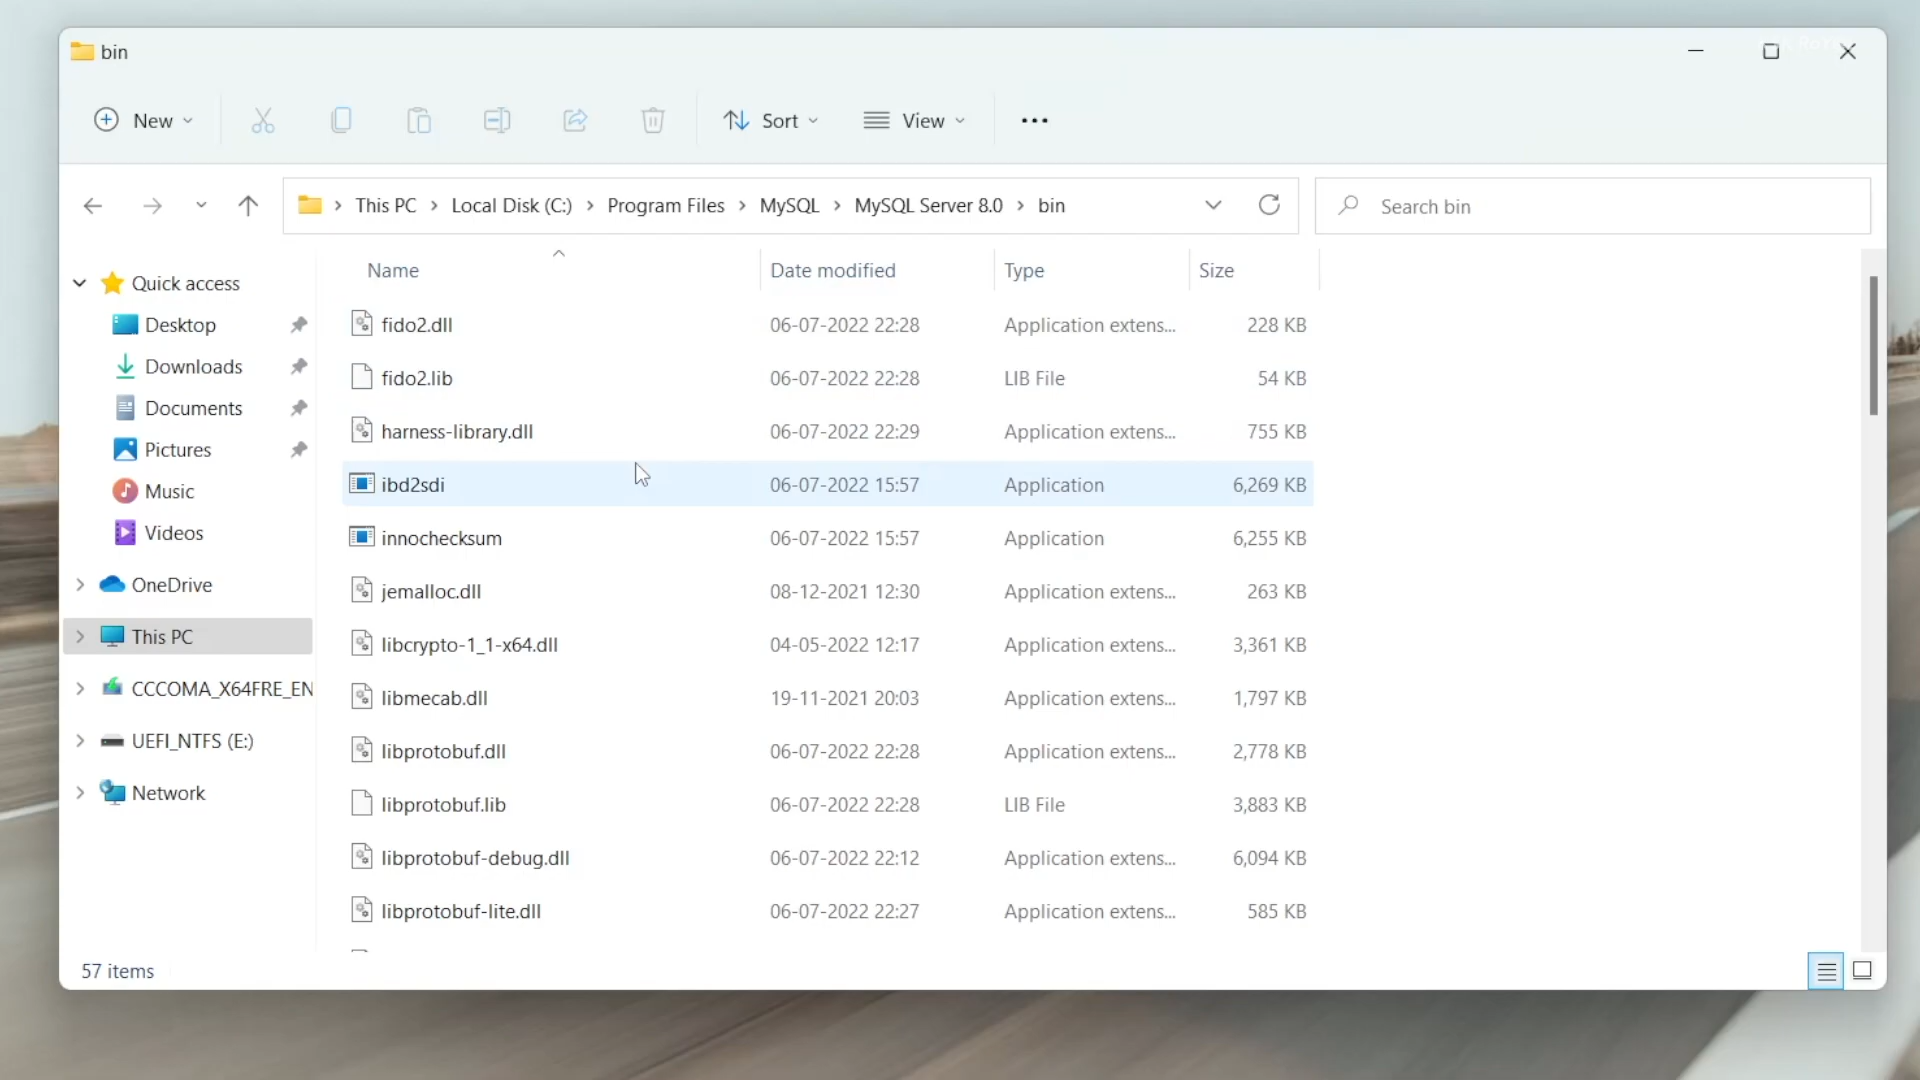 bin
New
Sort
View
This PC > Local Disk (C:) > Program Files > MySQL > MySQL Server 8.0 > bin
Search bin
Quick access
Desktop
Downloads
Documents
Pictures
Music
Videos
OneDrive
This PC
CCCOMA_X64FRE_EN
UEFI_NTFS (E:)
Network
Name Date modified Type Size
fido2.dll 06-07-2022 22:28 Application extens... 228 KB
fido2.lib 06-07-2022 22:28 LIB File 54 KB
harness-library.dll 06-07-2022 22:29 Application extens... 755 KB
ibd2sdi 06-07-2022 15:57 Application 6,269 KB
innochecksum 06-07-2022 15:57 Application 6,255 KB
jemalloc.dll 08-12-2021 12:30 Application extens... 263 KB
libcrypto-1_1-x64.dll 04-05-2022 12:17 Application extens... 3,361 KB
libmecab.dll 19-11-2021 20:03 Application extens... 1,797 KB
libprotobuf.dll 06-07-2022 22:28 Application extens... 2,778 KB
libprotobuf.lib 06-07-2022 22:28 LIB File 3,883 KB
libprotobuf-debug.dll 06-07-2022 22:12 Application extens... 6,094 KB
libprotobuf-lite.dll 06-07-2022 22:27 Application extens... 585 KB
57 items